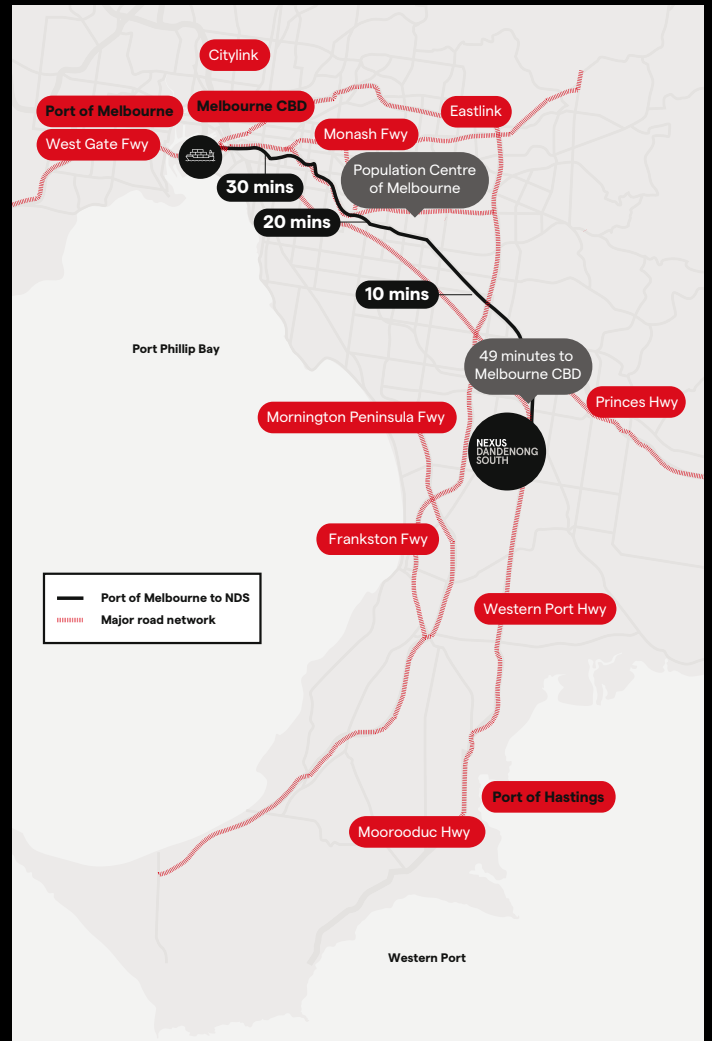 Citylink
Port of Melbourne
Melbourne CBD
Eastlink
West Gate Fwy
Monash Fwy
Population Centre
of Melbourne
30 mins
20 mins
10 mins
Port Phillip Bay
49 minutes to
Melbourne CBD
Princes Hwy
Mornington Peninsula Fwy
NEXUS
DANDENONG
SOUTH
Frankston Fwy
Port of Melbourne to NDS
Major road network
Western Port Hwy
Port of Hastings
Moorooduc Hwy
Western Port